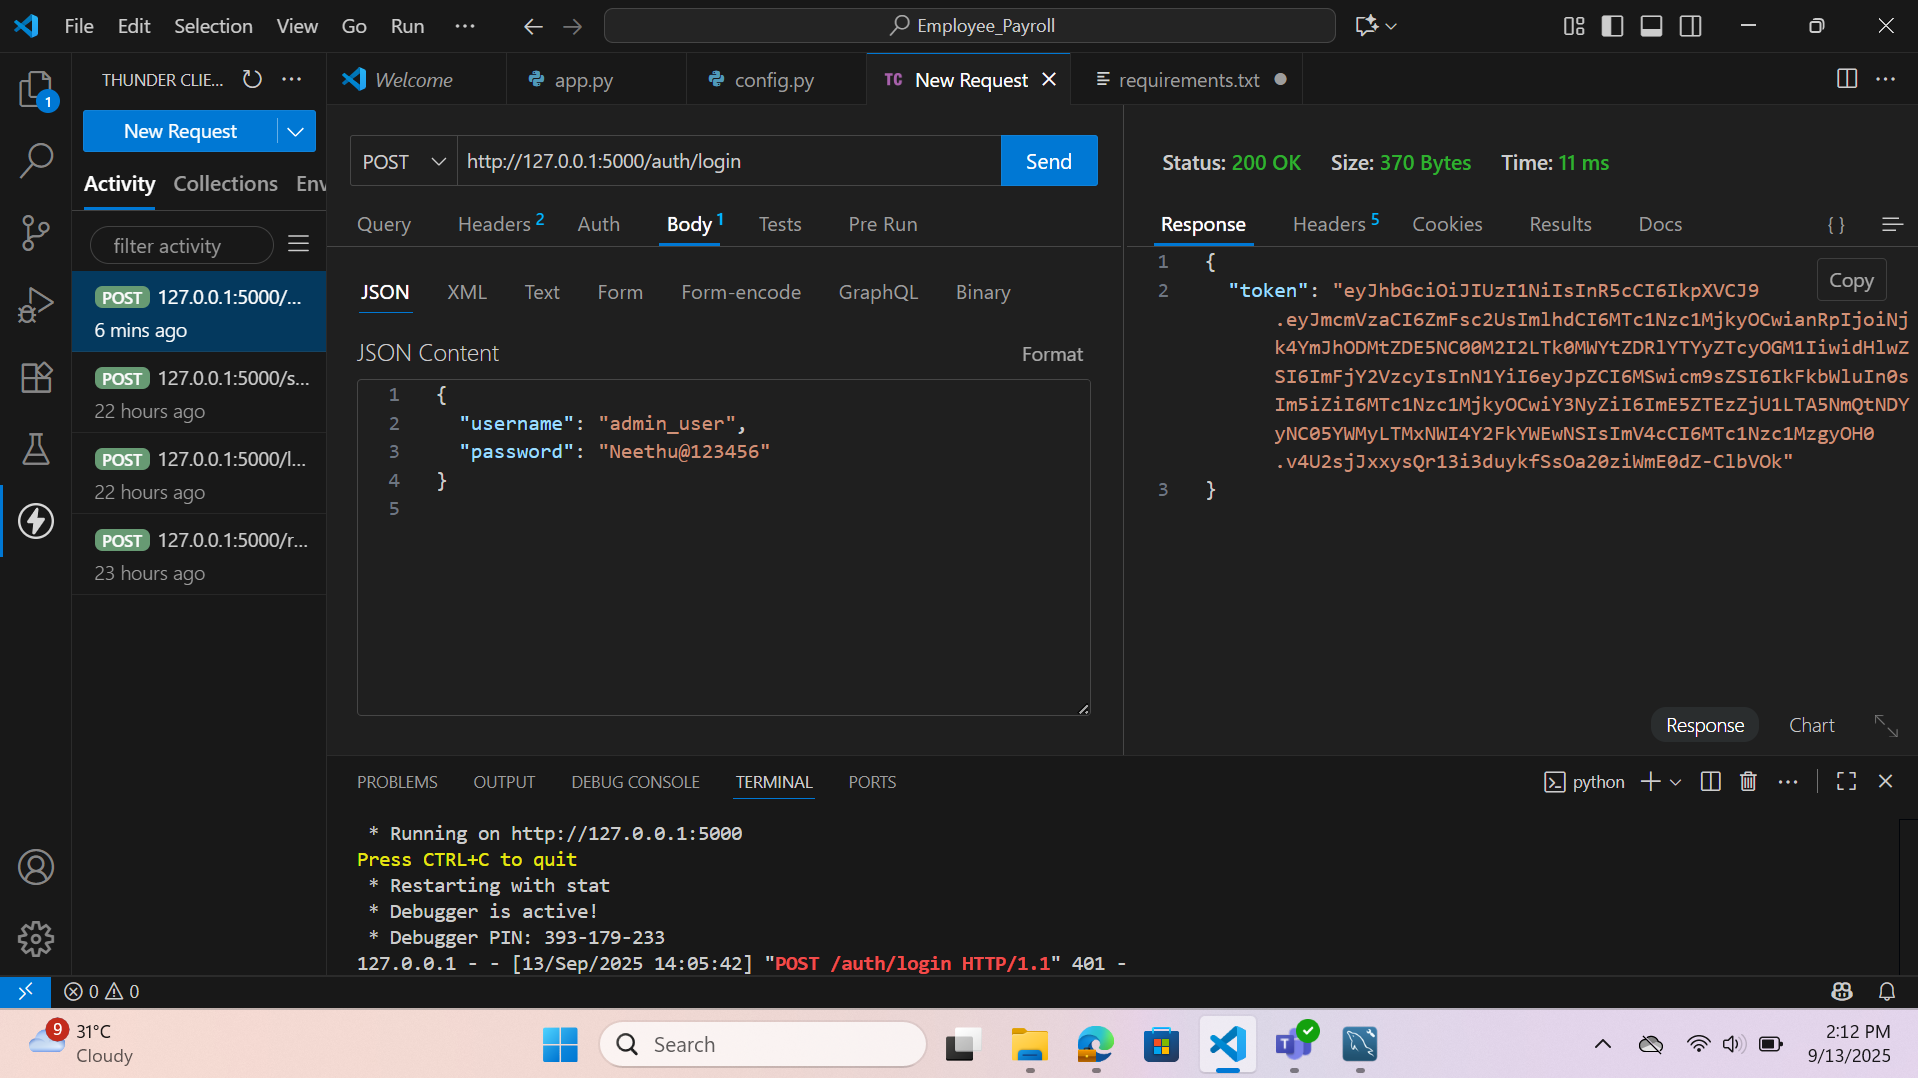 File Edit Selection View Go Run ··· Employee_Payroll
THUNDER CLIE... ···
Welcome app.py config.py TC New Request requirements.txt
1
New Request
Activity Collections Env
filter activity
POST 127.0.0.1:5000/...
6 mins ago
POST 127.0.0.1:5000/s...
22 hours ago
POST 127.0.0.1:5000/l...
22 hours ago
POST 127.0.0.1:5000/r...
23 hours ago
POST http://127.0.0.1:5000/auth/login Send
Query Headers 2 Auth Body 1 Tests Pre Run
JSON XML Text Form Form-encode GraphQL Binary
JSON Content Format
1 {
2 "username": "admin_user",
3 "password": "Neethu@123456"
4 }
5
Status: 200 OK Size: 370 Bytes Time: 11 ms
Response Headers 5 Cookies Results Docs { }
Copy
1 {
2 "token": "eyJhbGciOiJIUzI1NiIsInR5cCI6IkpXVCJ9
.eyJmcmVzaCI6ZmFsc2UsImlhdCI6MTc1Nzc1MjkyOCwianRpIjoiNj
k4YmJhODMtZDE5NC00M2I2LTk0MWYtZDRlYTYyZTcyOGM1IiwidHlwZ
SI6ImFjY2VzcyIsInN1YiI6eyJpZCI6MSwicm9sZSI6IkFkbWluIn0s
Im5iZiI6MTc1Nzc1MjkyOCwiY3NyZiI6ImE5ZTEzZjU1LTA5NmQtNDY
yNC05YWMyLTMxNWI4Y2FkYWEwNSIsImV4cCI6MTc1Nzc1MzgyOH0
.v4U2sjJxxysQr13i3duykfSsOa20ziWmE0dZ-ClbVOk"
3 }
Response Chart
PROBLEMS OUTPUT DEBUG CONSOLE TERMINAL PORTS python ···
* Running on http://127.0.0.1:5000
Press CTRL+C to quit
* Restarting with stat
* Debugger is active!
* Debugger PIN: 393-179-233
127.0.0.1 - - [13/Sep/2025 14:05:42] "POST /auth/login HTTP/1.1" 401 -
0 0
9 31°C
Cloudy
Search
T
2:12 PM
9/13/2025